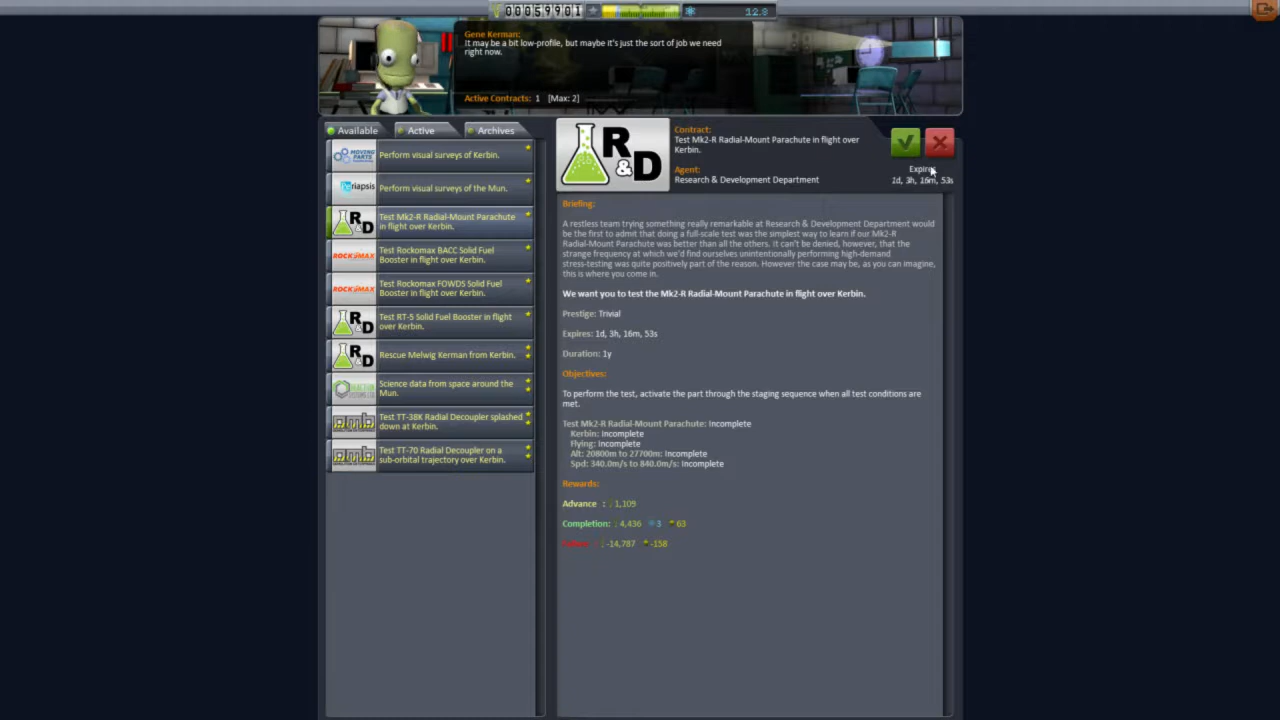 00059901
12.8
Gene Kerman:
It may be a bit low-profile, but maybe it's just the sort of job we need
right now.
Active Contracts: 1 [Max: 2]
Available
Active
Archives
Perform visual surveys of Kerbin.
Perform visual surveys of the Mun.
Test Mk2-R Radial-Mount Parachute
in flight over Kerbin.
Test Rockomax BACC Solid Fuel
Booster in flight over Kerbin.
Test Rockomax FOWDS Solid Fuel
Booster in flight over Kerbin.
Test RT-5 Solid Fuel Booster in flight
over Kerbin.
Rescue Melwig Kerman from Kerbin.
Science data from space around the
Mun.
Test TT-38K Radial Decoupler splashed
down at Kerbin.
Test TT-70 Radial Decoupler on a
sub-orbital trajectory over Kerbin.
R&D
Contract:
Test Mk2-R Radial-Mount Parachute in flight over
Kerbin.
Agent:
Research & Development Department
Expires
1d, 3h, 16m, 53s
Briefing:
A restless team trying something really remarkable at Research & Development Department would
be the first to admit that doing a full-scale test was the simplest way to learn if our Mk2-R
Radial-Mount Parachute was better than all the others. It can't be denied, however, that the
strange frequency at which we'd find ourselves unintentionally performing high-demand
stress-testing was quite positively part of the reason. However the case may be, as you can imagine,
this is where you come in.
We want you to test the Mk2-R Radial-Mount Parachute in flight over Kerbin.
Prestige: Trivial
Expires: 1d, 3h, 16m, 53s
Duration: 1y
Objectives:
To perform the test, activate the part through the staging sequence when all test conditions are
met.
Test Mk2-R Radial-Mount Parachute: Incomplete
Kerbin: Incomplete
Flying: Incomplete
Alt: 20800m to 27700m: Incomplete
Spd: 340.0m/s to 840.0m/s: Incomplete
Rewards:
Advance : 1,109
Completion: 4,436 3 63
-14,787 -158